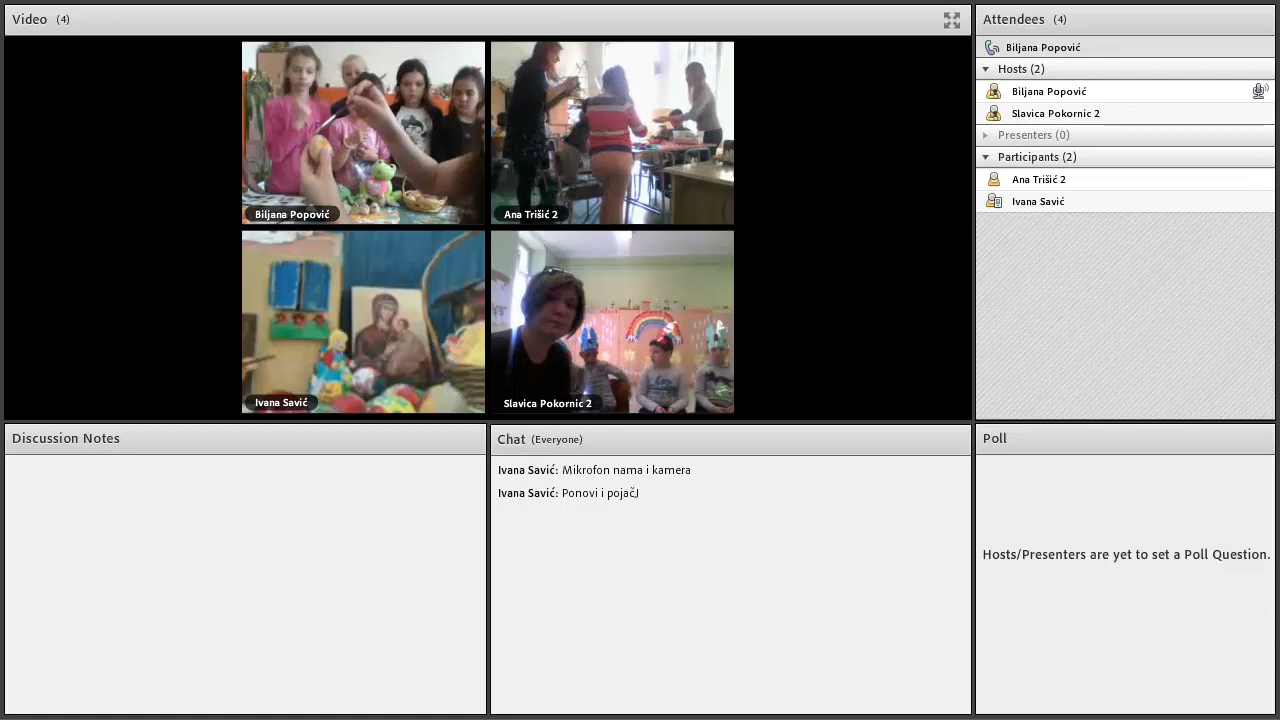 Video (4)
Biljana Popović
Ana Trišić 2
Ivana Savić
Slavica Pokornic 2
Attendees (4)
Biljana Popović
Hosts (2)
Biljana Popović
Slavica Pokornic 2
Presenters (0)
Participants (2)
Ana Trišić 2
Ivana Savić
Discussion Notes
Chat (Everyone)
Ivana Savić: Mikrofon nama i kamera
Ivana Savić: Ponovi i pojačJ
Poll
Hosts/Presenters are yet to set a Poll Question.